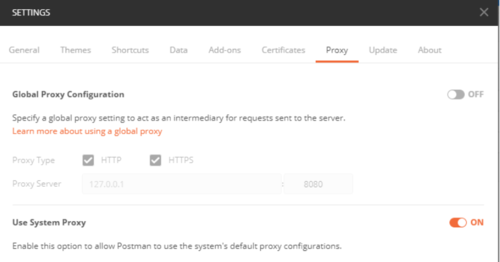 SETTINGS
General Themes Shortcuts Data Add-ons Certificates Proxy Update About
Global Proxy Configuration OFF
Specify a global proxy setting to act as an intermediary for requests sent to the server.
Learn more about using a global proxy
Proxy Type HTTP HTTPS
Proxy Server 127.0.0.1 : 8080
Use System Proxy ON
Enable this option to allow Postman to use the system's default proxy configurations.